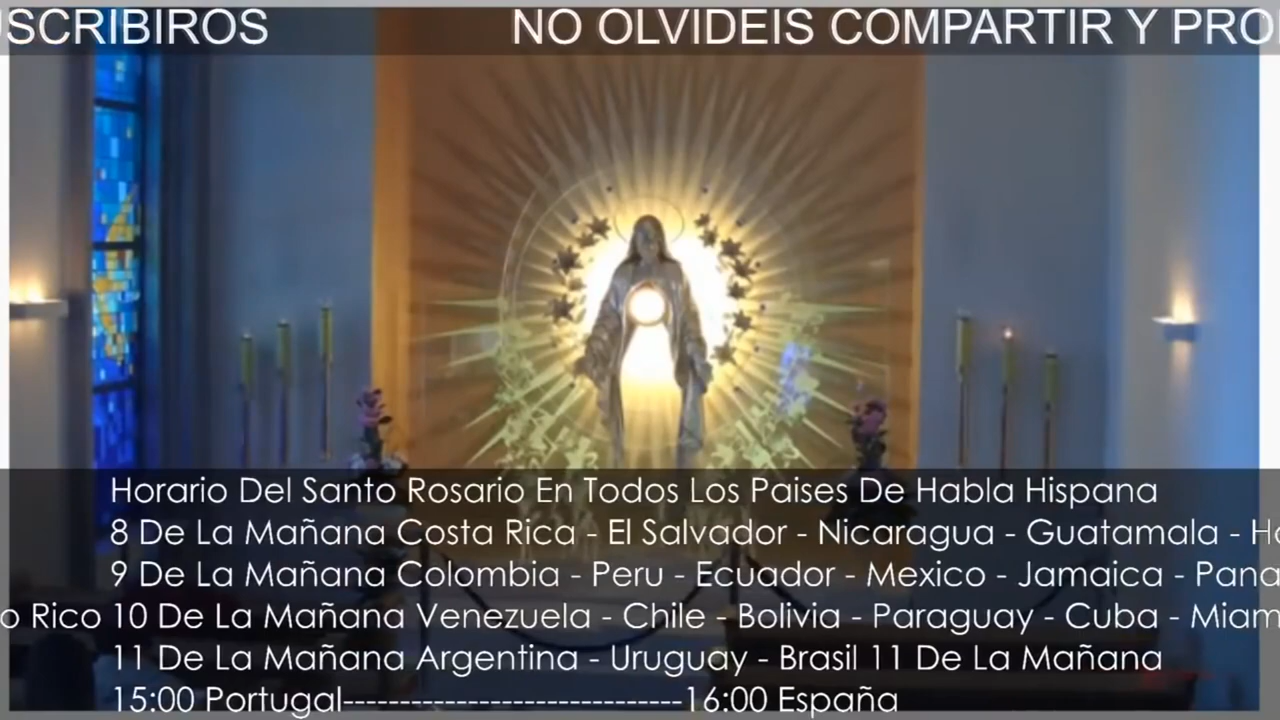 SCRIBIROS NO OLVIDEIS COMPARTIR Y PRO
Horario Del Santo Rosario En Todos Los Paises De Habla Hispana
8 De La Mañana Costa Rica - El Salvador - Nicaragua - Guatamala - Ho
9 De La Mañana Colombia - Peru - Ecuador - Mexico - Jamaica - Pana
o Rico 10 De La Mañana Venezuela - Chile - Bolivia - Paraguay - Cuba - Miam
11 De La Mañana Argentina - Uruguay - Brasil 11 De La Mañana
15:00 Portugal------------------------------16:00 España